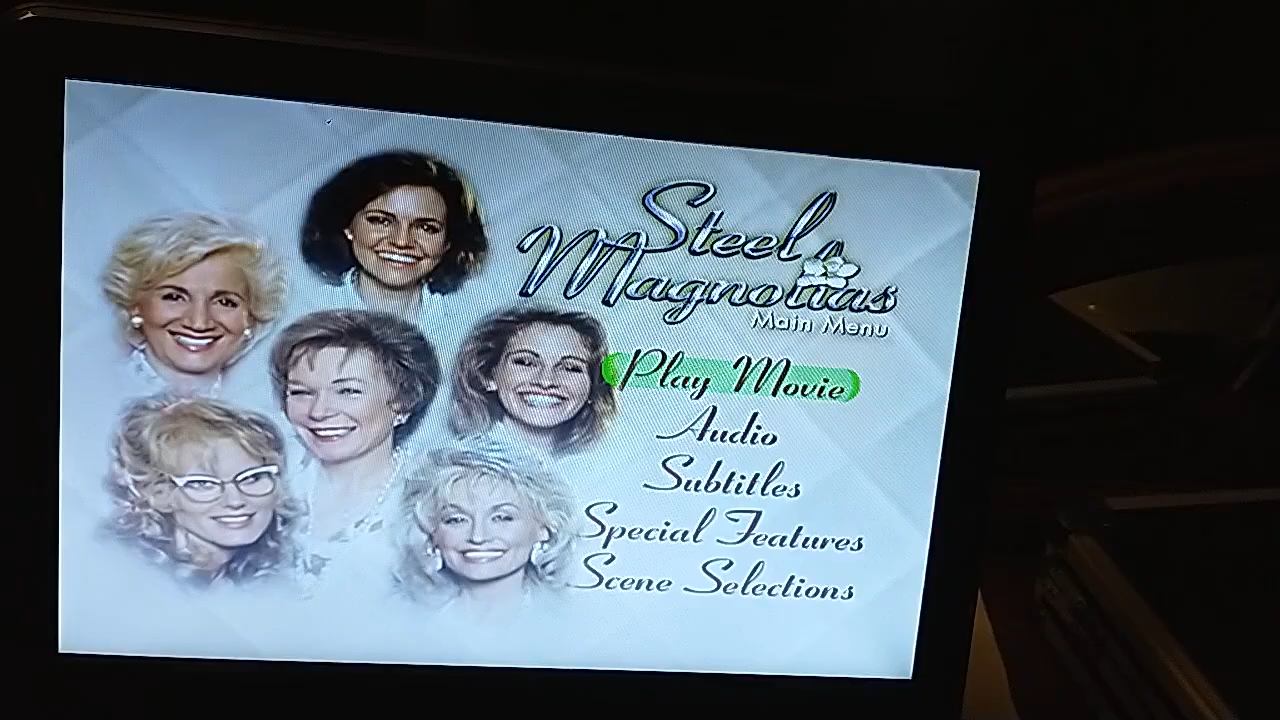 Steel
Magnolias
Main Menu
Play Movie
Audio
Subtitles
Special Features
Scene Selections